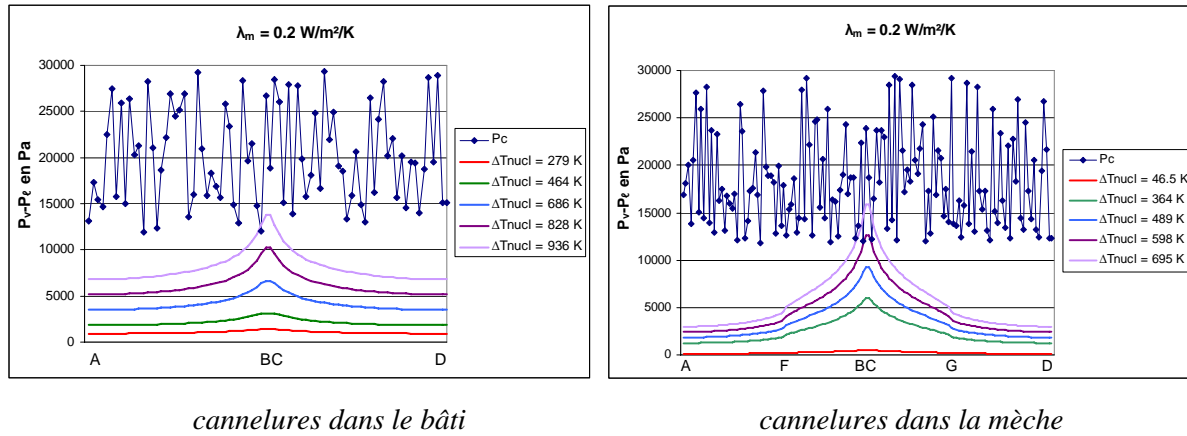 λm = 0.2 W/m²/K
Pv-Pℓ en Pa
30000
25000
20000
15000
10000
5000
0
A
BC
D
Pc
ΔTnucl = 279 K
ΔTnucl = 464 K
ΔTnucl = 686 K
ΔTnucl = 828 K
ΔTnucl = 936 K
cannelures dans le bâti
λm = 0.2 W/m²/K
Pv-Pℓ en Pa
30000
25000
20000
15000
10000
5000
0
A
F
BC
G
D
Pc
ΔTnucl = 46.5 K
ΔTnucl = 364 K
ΔTnucl = 489 K
ΔTnucl = 598 K
ΔTnucl = 695 K
cannelures dans la mèche